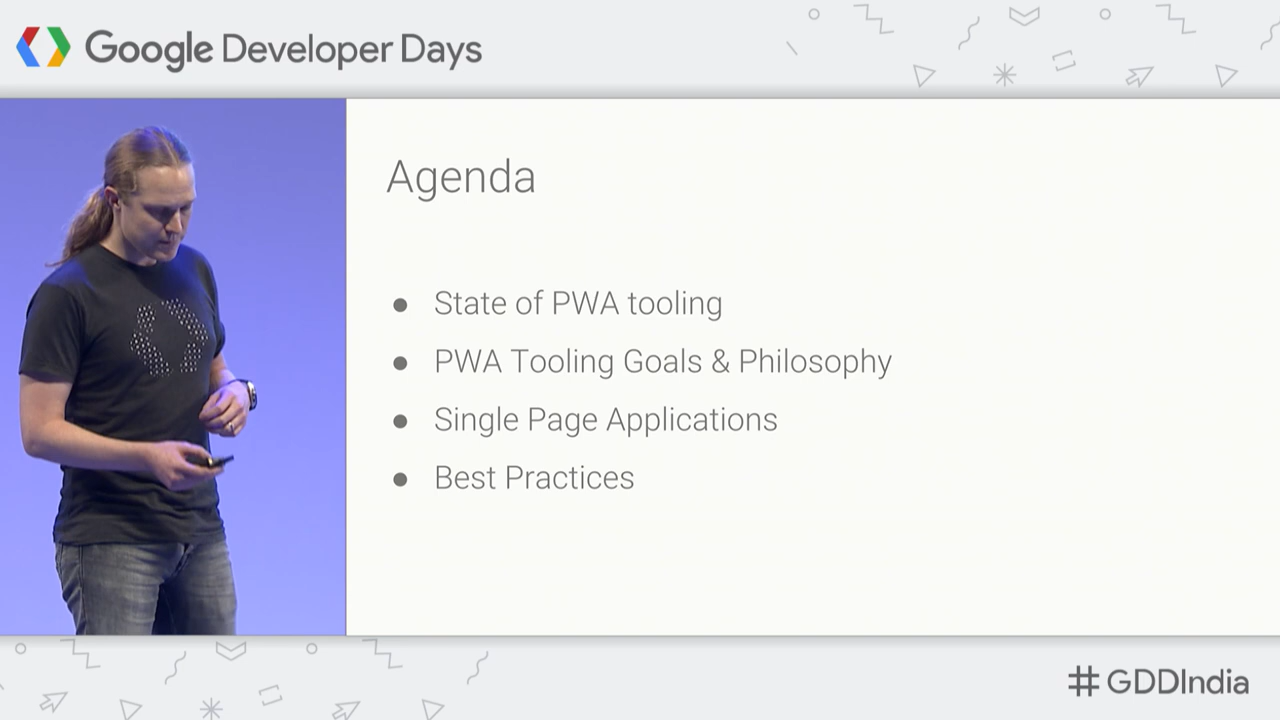 Google Developer Days
Agenda
● State of PWA tooling
● PWA Tooling Goals & Philosophy
● Single Page Applications
● Best Practices
#GDDIndia